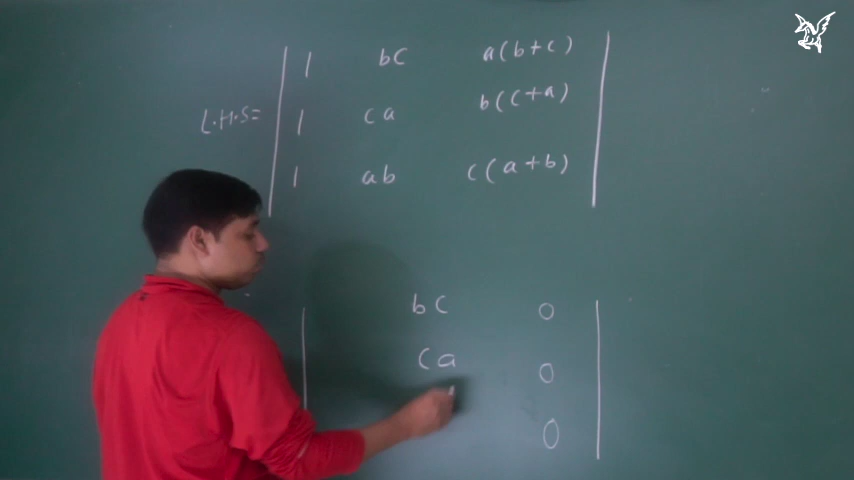 1 bc a(b+c)
L.H.S= 1 ca b(c+a)
1 ab c(a+b)
bc 0
ca 0
0